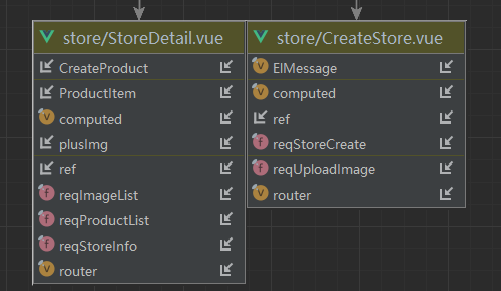 store/StoreDetail.vue
CreateProduct
ProductItem
v computed
plusImg
ref
f reqImageList
f reqProductList
f reqStoreInfo
v router
store/CreateStore.vue
v ElMessage
v computed
ref
f reqStoreCreate
f reqUploadImage
v router